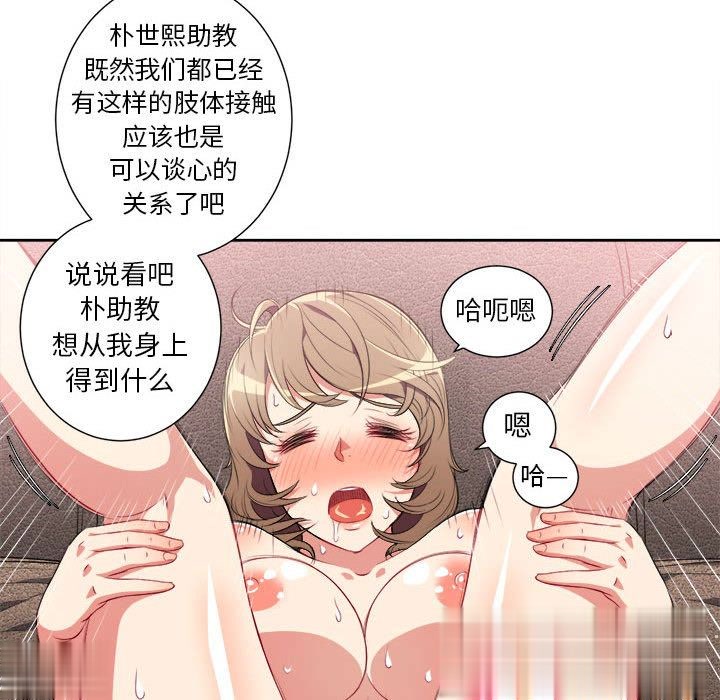 朴世熙助教
既然我们都已经
有这样的肢体接触
应该也是
可以谈心的
关系了吧
说说看吧
朴助教
想从我身上
得到什么
哈呃嗯
嗯
哈—